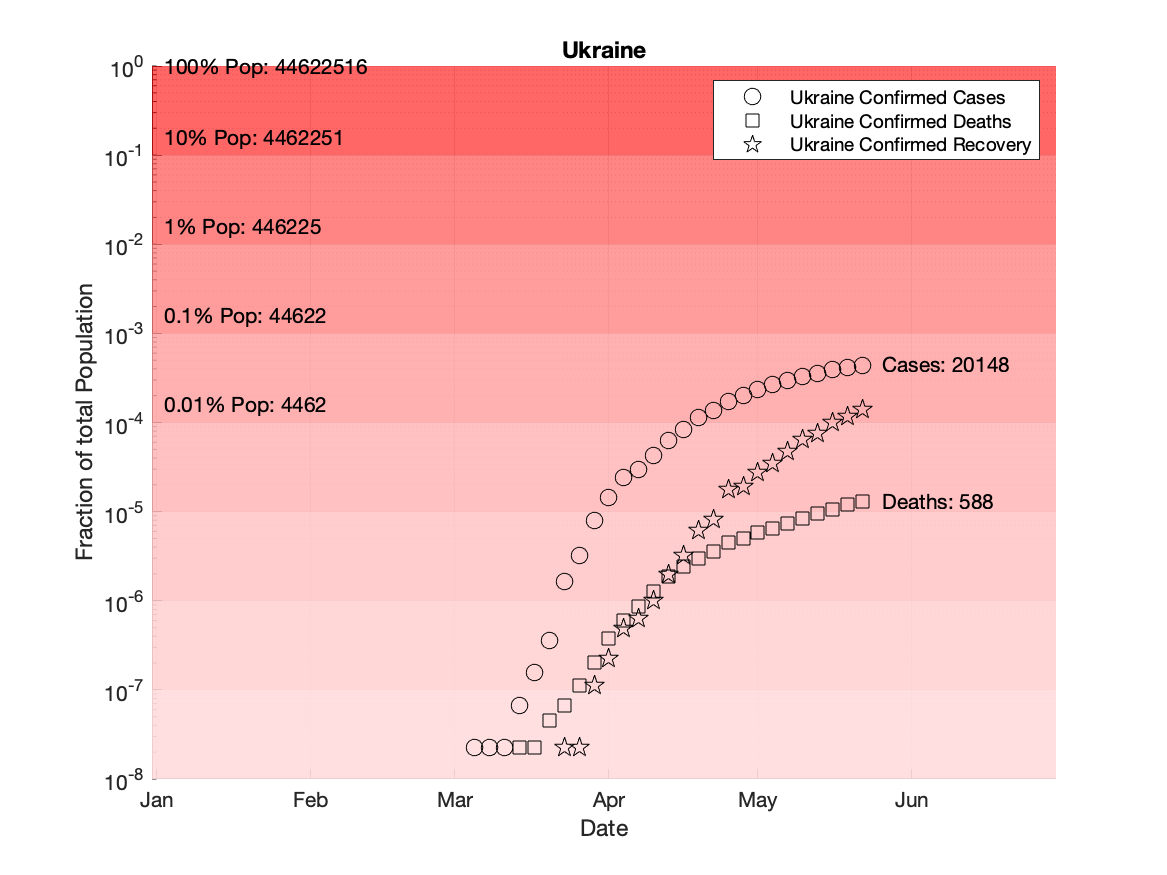 Ukraine
10^0
100% Pop: 44622516
Ukraine Confirmed Cases
Ukraine Confirmed Deaths
Ukraine Confirmed Recovery
10% Pop: 4462251
10^-1
1% Pop: 446225
10^-2
0.1% Pop: 44622
10^-3
Cases: 20148
0.01% Pop: 4462
10^-4
Deaths: 588
10^-5
10^-6
10^-7
10^-8
Fraction of total Population
Jan Feb Mar Apr May Jun
Date